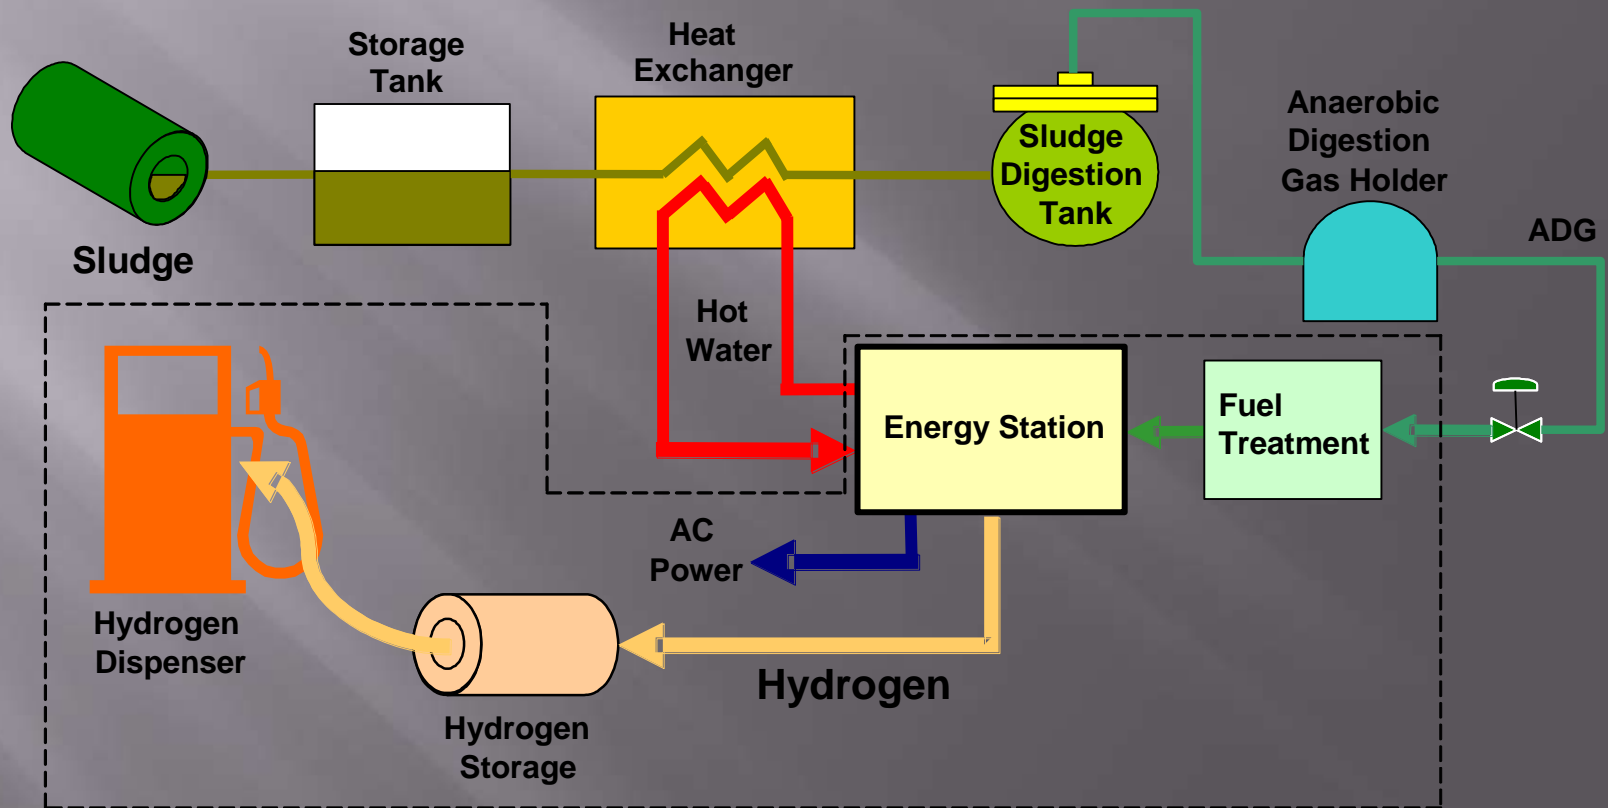 Storage
Tank
Heat
Exchanger
Sludge
Digestion
Tank
Anaerobic
Digestion
Gas Holder
ADG
Sludge
Hot
Water
Energy Station
Fuel
Treatment
AC
Power
Hydrogen
Dispenser
Hydrogen
Hydrogen
Storage